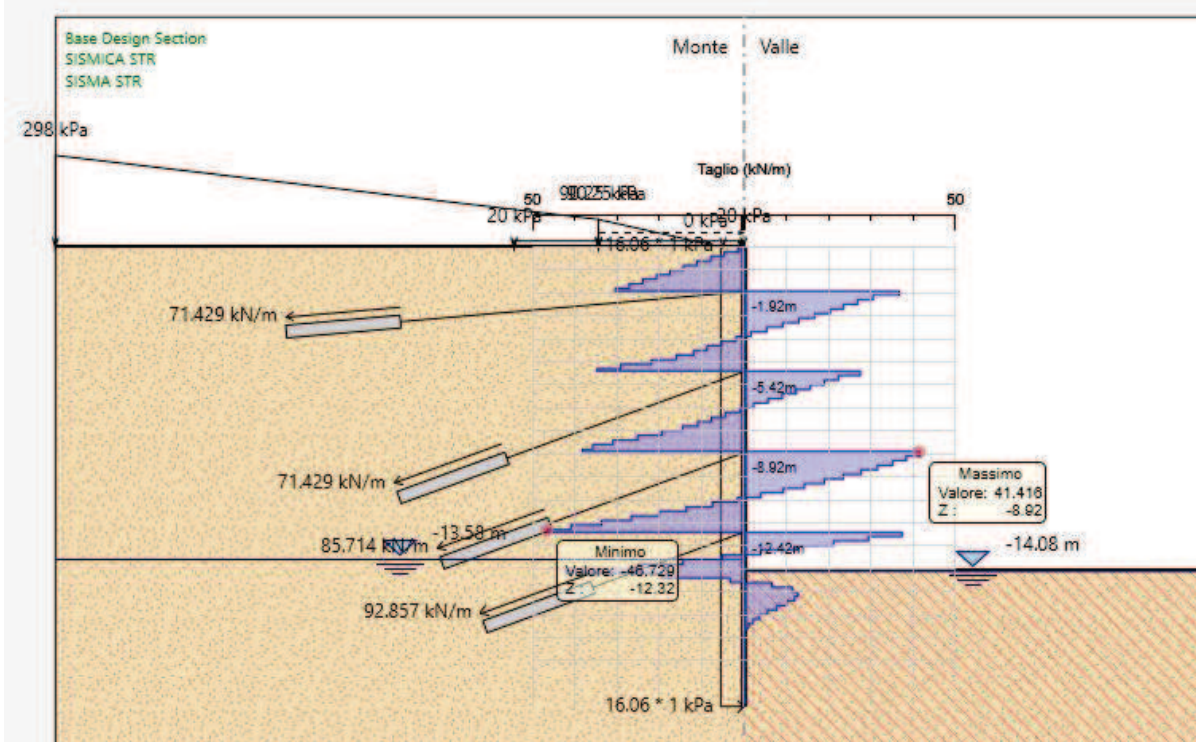 Base Design Section
SISMICA STR
SISMA STR
Monte
Valle
298 kPa
Taglio (kN/m)
50
50
20 kPa
0 kPa
20 kPa
16.06 * 1 kPa
71.429 kN/m
-1.92m
-5.42m
71.429 kN/m
-8.92m
Massimo
Valore: 41.416
Z : -8.92
-13.58 m
85.714 kN/m
-12.42m
-14.08 m
Minimo
Valore: -46.729
Z : -12.32
92.857 kN/m
16.06 * 1 kPa